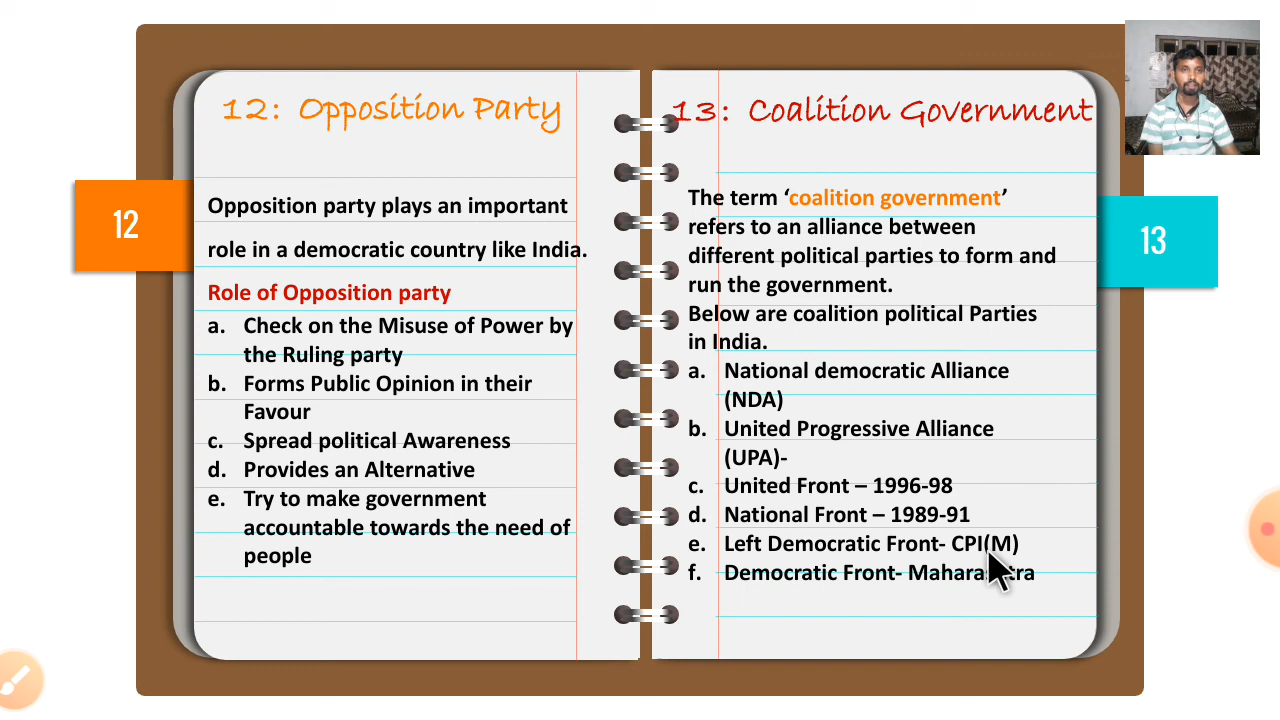 12: Opposition Party
12
Opposition party plays an important
role in a democratic country like India.
Role of Opposition party
a. Check on the Misuse of Power by
the Ruling party
b. Forms Public Opinion in their
Favour
c. Spread political Awareness
d. Provides an Alternative
e. Try to make government
accountable towards the need of
people
13: Coalition Government
13
The term ‘coalition government’
refers to an alliance between
different political parties to form and
run the government.
Below are coalition political Parties
in India.
a. National democratic Alliance
(NDA)
b. United Progressive Alliance
(UPA)-
c. United Front – 1996-98
d. National Front – 1989-91
e. Left Democratic Front- CPI(M)
f. Democratic Front- Maharashtra